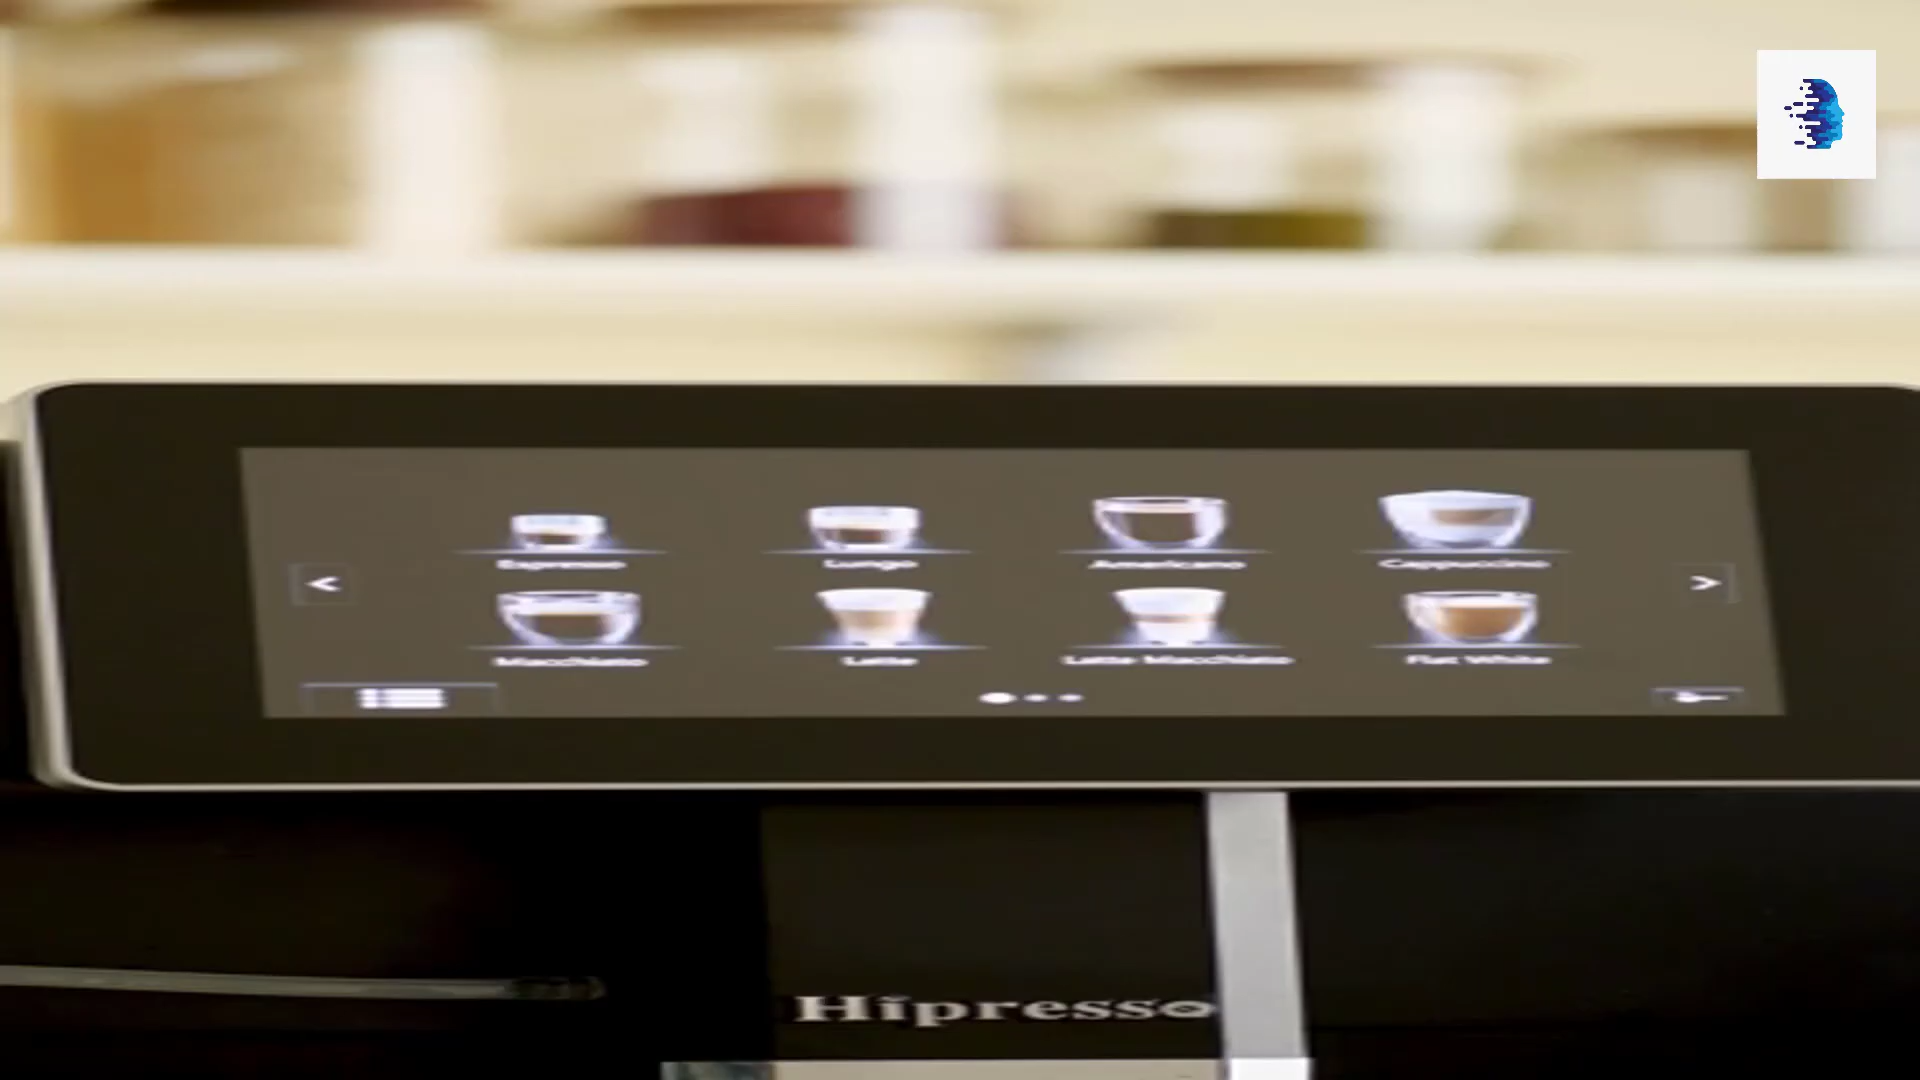 Espresso Lungo Americano Cappuccino
Macchiato Latte Latte Macchiato Flat White
Hipresso